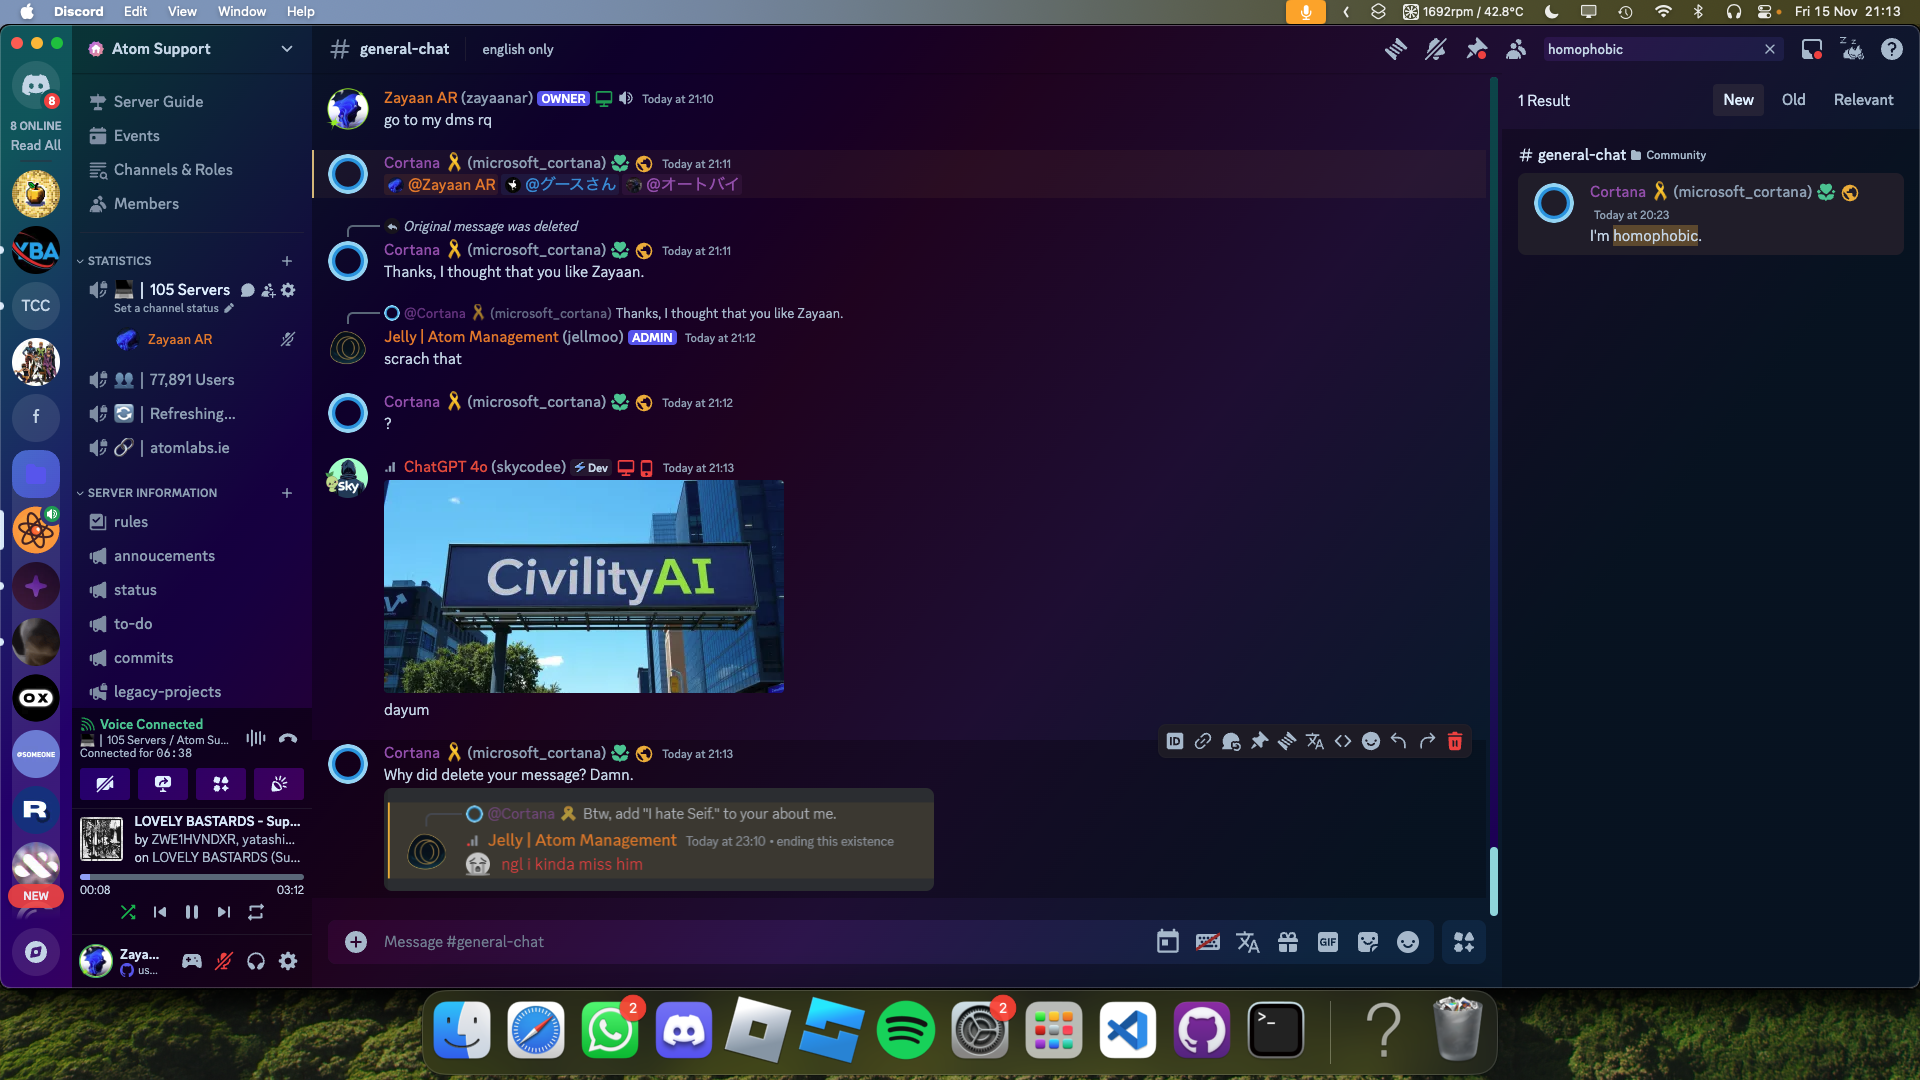 Discord Edit View Window Help
1692rpm / 42.8°C
Fri 15 Nov 21:13
8
8 ONLINE
Read All
YBA
TCC
f
OX
@SOMEONE
R
NEW
Atom Support
Server Guide
Events
Channels & Roles
Members
STATISTICS
| 105 Servers
Set a channel status
Zayaan AR
| 77,891 Users
| Refreshing...
| atomlabs.ie
SERVER INFORMATION
rules
annoucements
status
to-do
commits
legacy-projects
Voice Connected
| 105 Servers / Atom Su...
Connected for 06:38
LOVELY BASTARDS - Sup...
by ZWE1HVNDXR, yatashi...
on LOVELY BASTARDS (Su...
00:08 03:12
Zaya...
us...
general-chat english only
Zayaan AR (zayaanar) OWNER Today at 21:10
go to my dms rq
Cortana 🎗 (microsoft_cortana) Today at 21:11
@Zayaan AR @グースさん @オートバイ
Original message was deleted
Cortana 🎗 (microsoft_cortana) Today at 21:11
Thanks, I thought that you like Zayaan.
@Cortana 🎗 (microsoft_cortana) Thanks, I thought that you like Zayaan.
Jelly | Atom Management (jellmoo) ADMIN Today at 21:12
scrach that
Cortana 🎗 (microsoft_cortana) Today at 21:12
?
Sky
ChatGPT 4o (skycodee) Dev Today at 21:13
CivilityAI
dayum
Cortana 🎗 (microsoft_cortana) Today at 21:13
Why did delete your message? Damn.
@Cortana 🎗 Btw, add "I hate Seif." to your about me.
Jelly | Atom Management Today at 23:10 • ending this existence
😭 ngl i kinda miss him
ID
Message #general-chat
GIF
homophobic
1 Result
New Old Relevant
# general-chat Community
Cortana 🎗 (microsoft_cortana)
Today at 20:23
I'm homophobic.
2
2